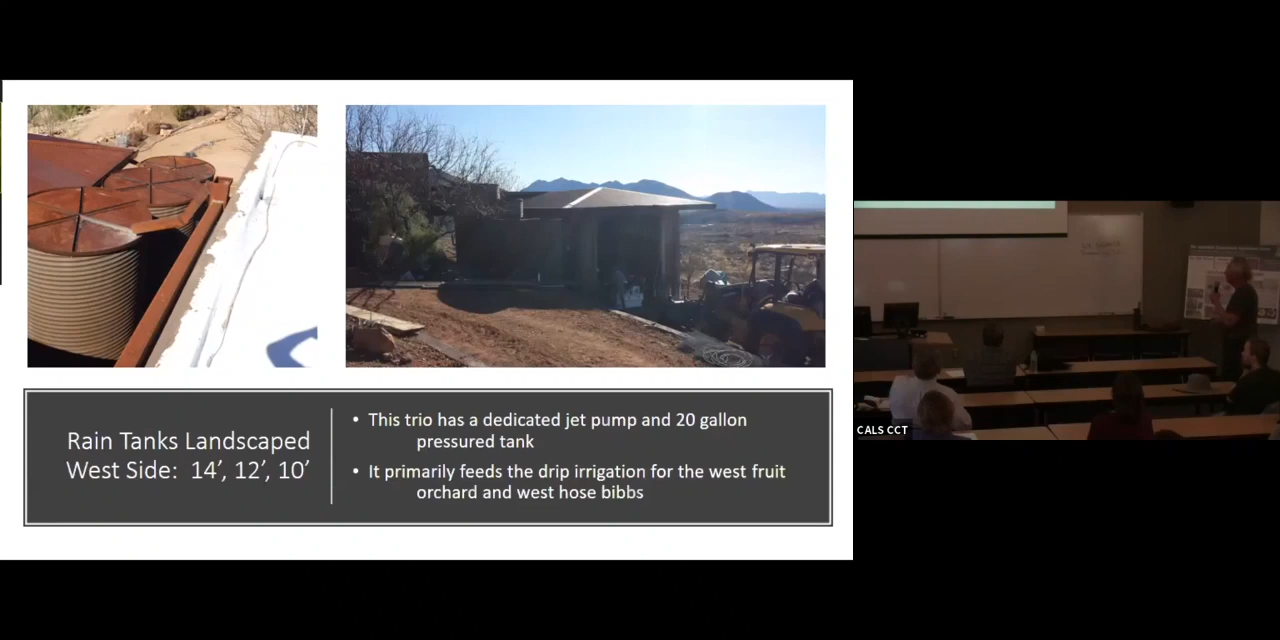 Rain Tanks Landscaped
West Side: 14’, 12’, 10’
• This trio has a dedicated jet pump and 20 gallon
pressured tank
• It primarily feeds the drip irrigation for the west fruit
orchard and west hose bibbs
CALS CCT